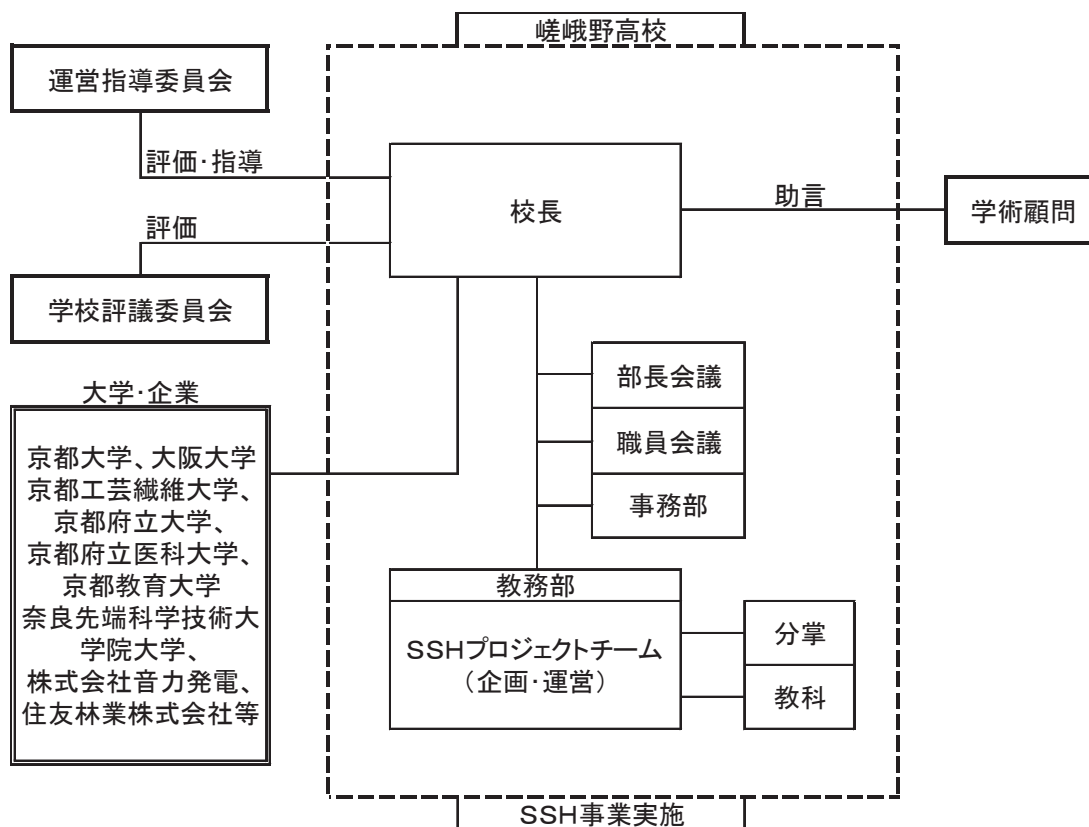 嵯峨野高校
運営指導委員会
評価・指導
校長
助言
学術顧問
評価
学校評議委員会
大学・企業
京都大学、大阪大学
京都工芸繊維大学、
京都府立大学、
京都府立医科大学、
京都教育大学
奈良先端科学技術大
学院大学、
株式会社音力発電、
住友林業株式会社等
部長会議
職員会議
事務部
教務部
SSHプロジェクトチーム
（企画・運営）
分掌
教科
SSH事業実施